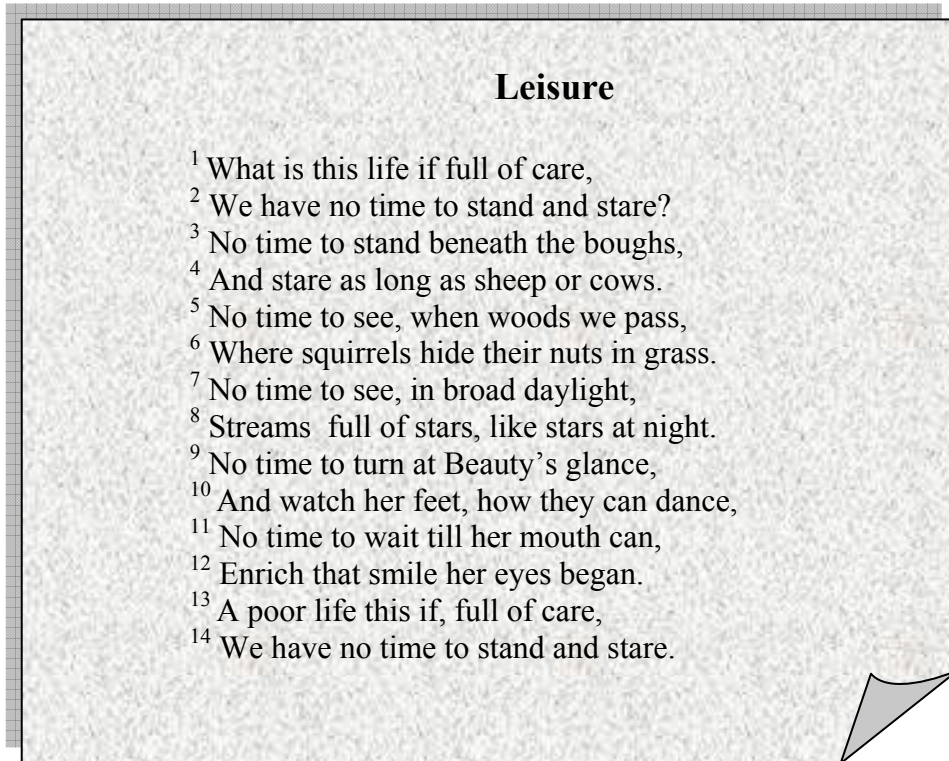 Leisure
1 What is this life if full of care,
2 We have no time to stand and stare?
3 No time to stand beneath the boughs,
4 And stare as long as sheep or cows.
5 No time to see, when woods we pass,
6 Where squirrels hide their nuts in grass.
7 No time to see, in broad daylight,
8 Streams  full of stars, like stars at night.
9 No time to turn at Beauty’s glance,
10 And watch her feet, how they can dance,
11 No time to wait till her mouth can,
12 Enrich that smile her eyes began.
13 A poor life this if, full of care,
14 We have no time to stand and stare.